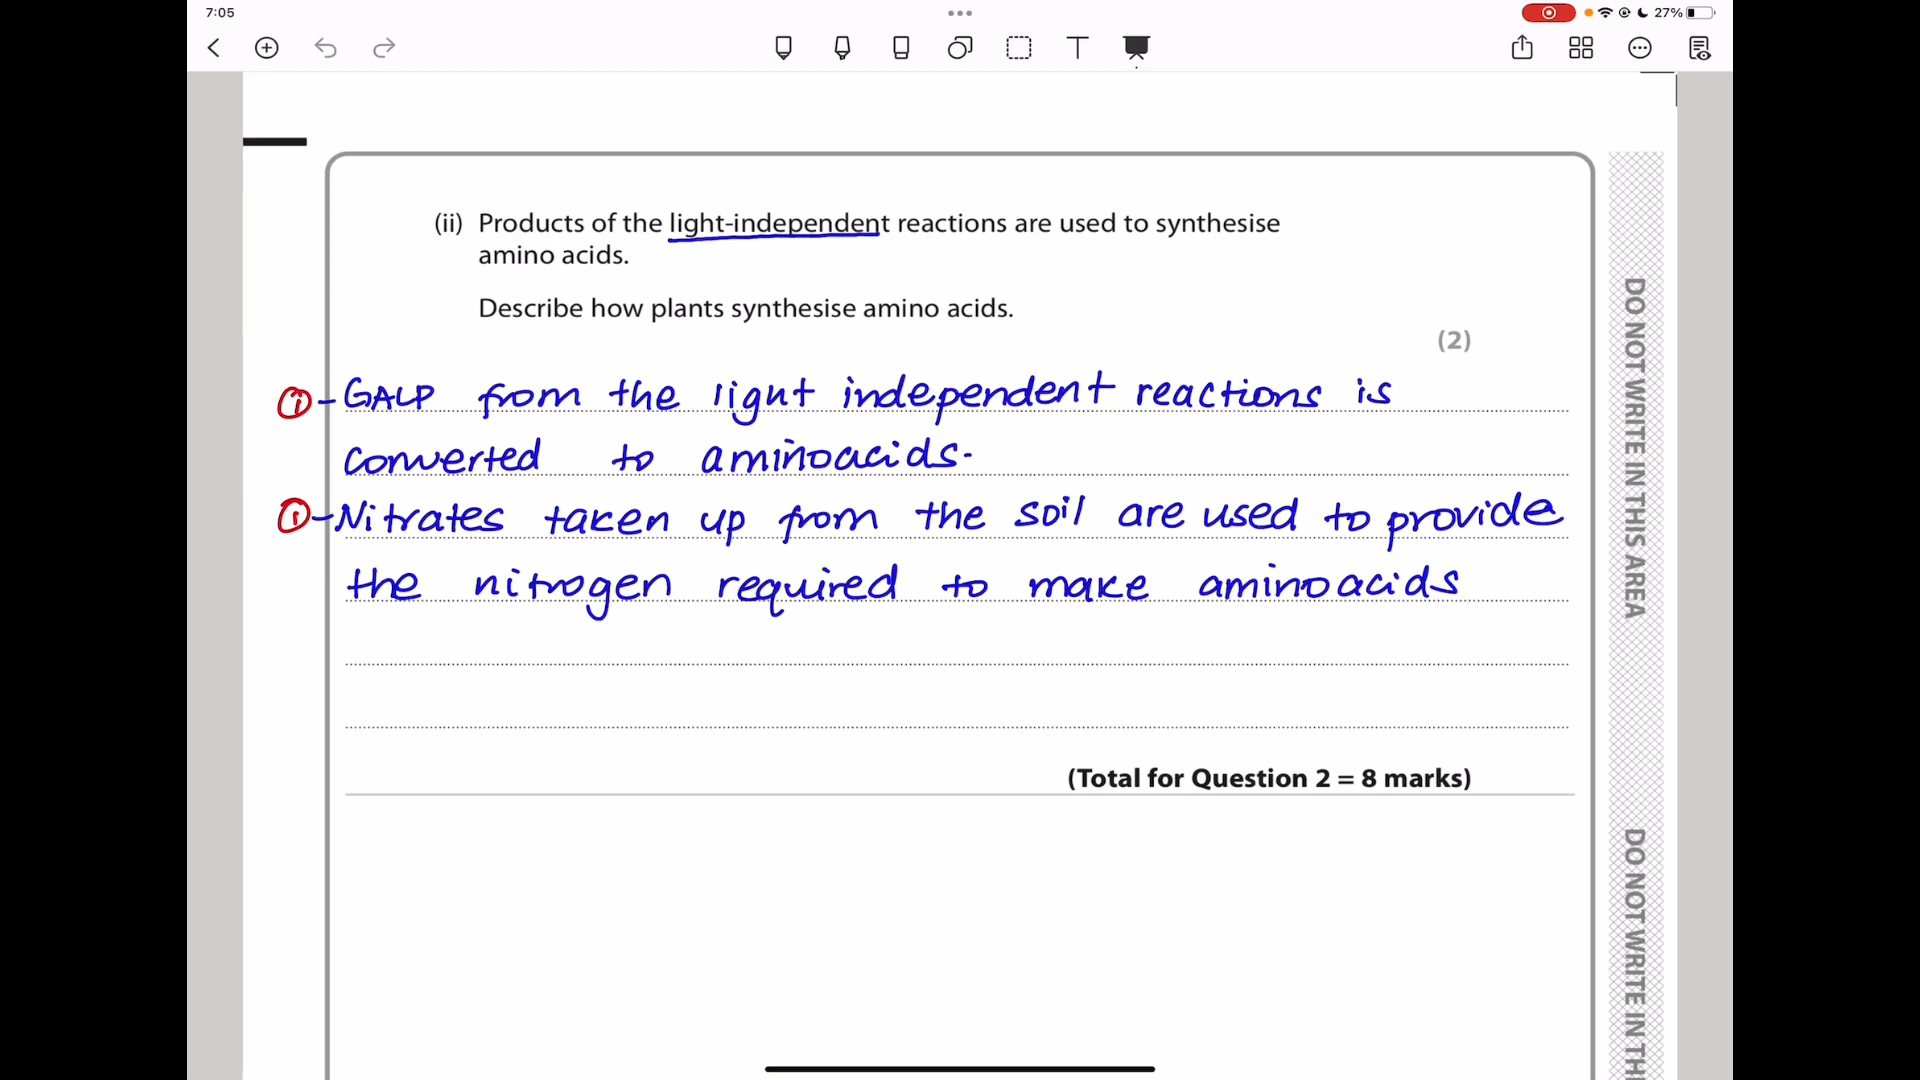 7:05
27%
(ii) Products of the light-independent reactions are used to synthesise
amino acids.
Describe how plants synthesise amino acids.
(2)
① - GALP from the light independent reactions is
converted to aminoacids.
① - Nitrates taken up from the soil are used to provide
the nitrogen required to make aminoacids
(Total for Question 2 = 8 marks)
DO NOT WRITE IN THIS AREA
DO NOT WRITE IN TH